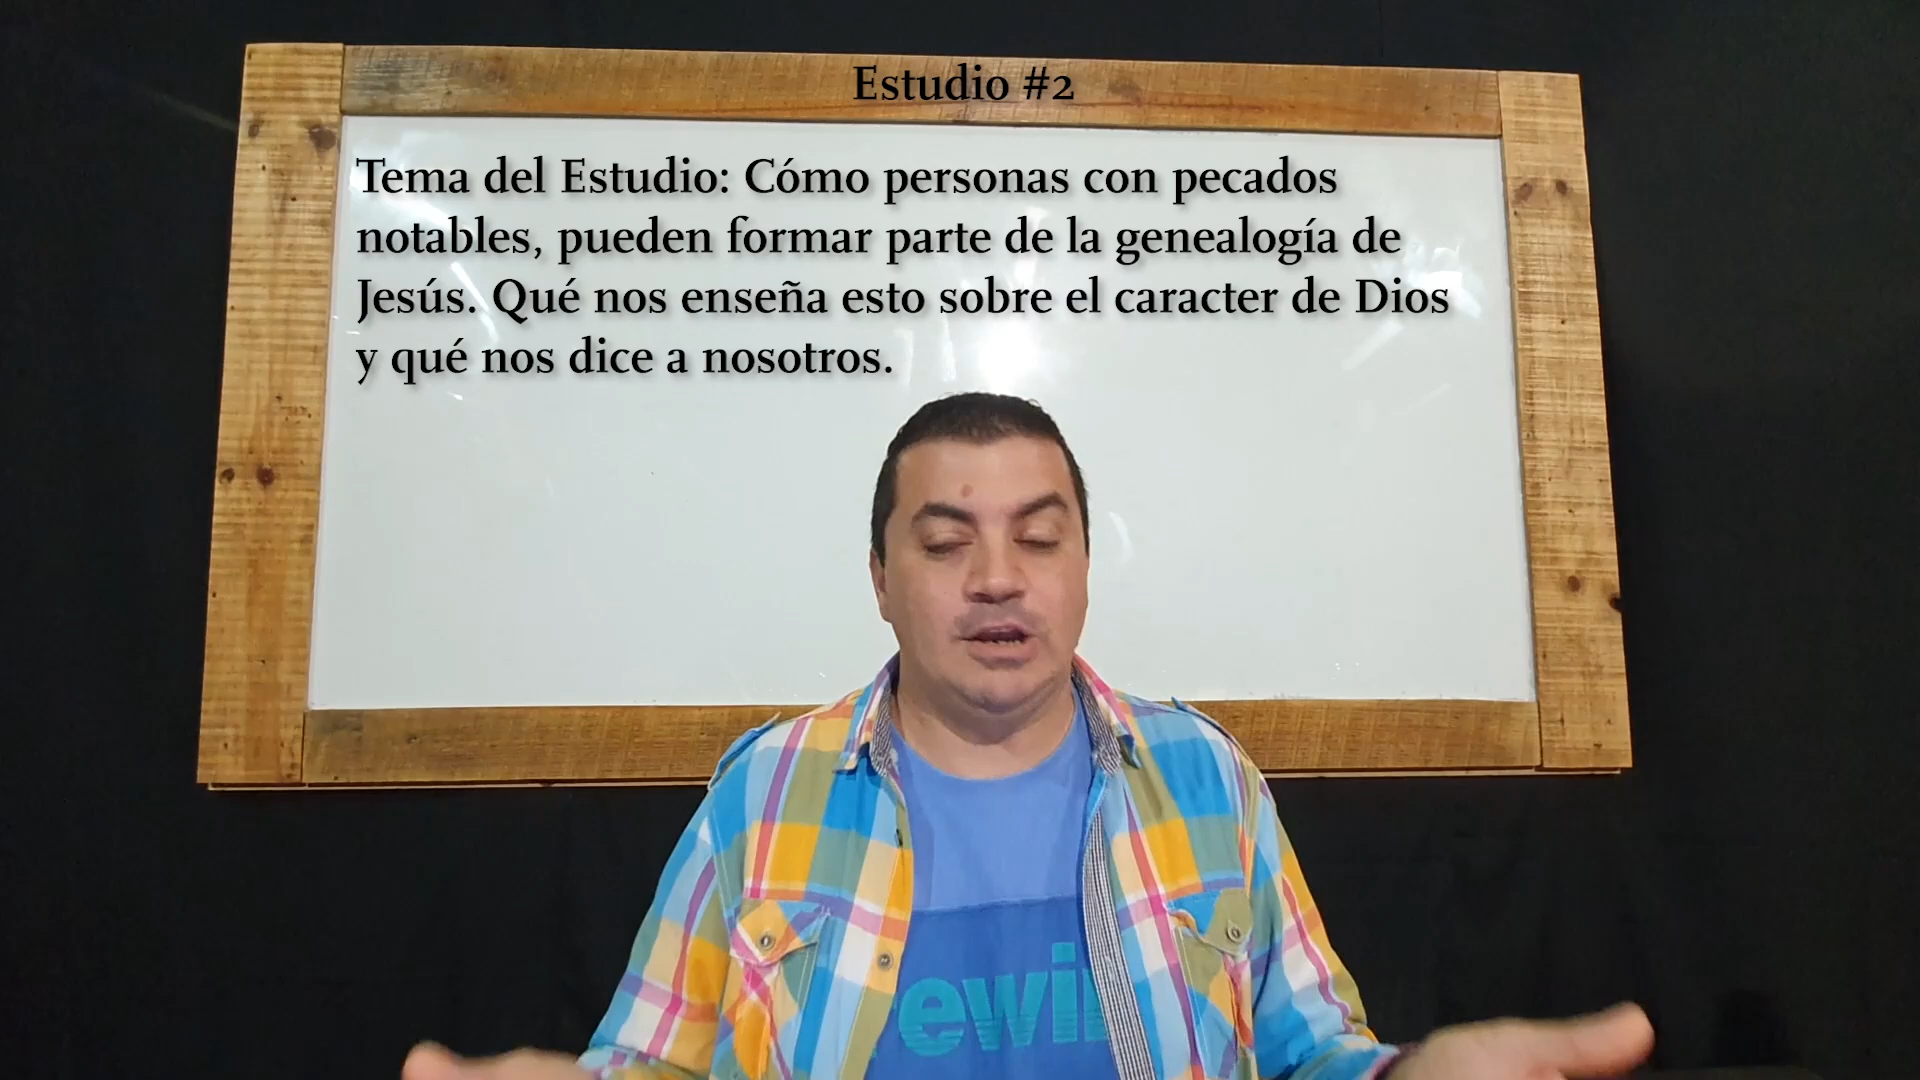 Estudio #2
Tema del Estudio: Cómo personas con pecados
notables, pueden formar parte de la genealogía de
Jesús. Qué nos enseña esto sobre el caracter de Dios
y qué nos dice a nosotros.
ewi